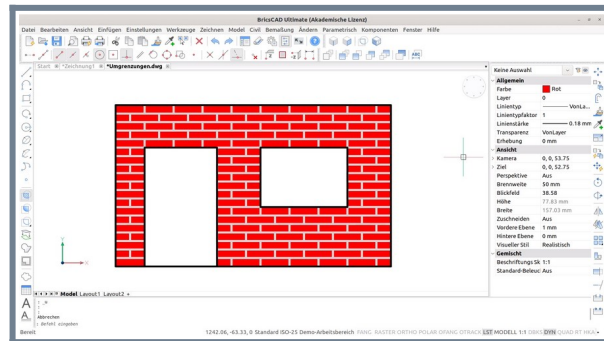 BricsCAD Ultimate (Akademische Lizenz)
Datei Bearbeiten Ansicht Einfügen Einstellungen Werkzeuge Zeichnen Model Civil Bemaßung Ändern Parametrisch Komponenten Fenster Hilfe
Start *Zeichnung1 *Umgrenzungen.dwg
Keine Auswahl
Allgemein
Farbe Rot
Layer 0
Linientyp VonLa...
Linientypfaktor 1
Linienstärke 0.18 mm
Transparenz VonLayer
Erhebung 0 mm
Ansicht
Kamera 0, 0, 53.75
Ziel 0, 0, 52.75
Perspektive Aus
Brennweite 50 mm
Blickfeld 38.58
Höhe 77.83 mm
Breite 157.03 mm
Zuschneiden Aus
Vordere Ebene 1 mm
Hintere Ebene 0 mm
Visueller Stil Realistisch
Gemischt
Beschriftungs Sk 1:1
Standard-Beleuc Aus
Model Layout1 Layout2 +
Abbrechen
: Befehl eingeben
Bereit 1242.06, -63.33, 0 Standard ISO-25 Demo-Arbeitsbereich FANG RASTER ORTHO POLAR OFANG OTRACK LST MODELL 1:1 DBKS DYN QUAD RT